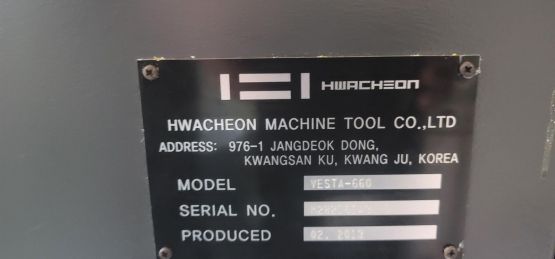 HWACHEON
HWACHEON MACHINE TOOL CO.,LTD
ADDRESS: 976-1 JANGDEOK DONG,
KWANGSAN KU, KWANG JU, KOREA
MODEL VESTA-660
SERIAL NO.
PRODUCED 02. 2013